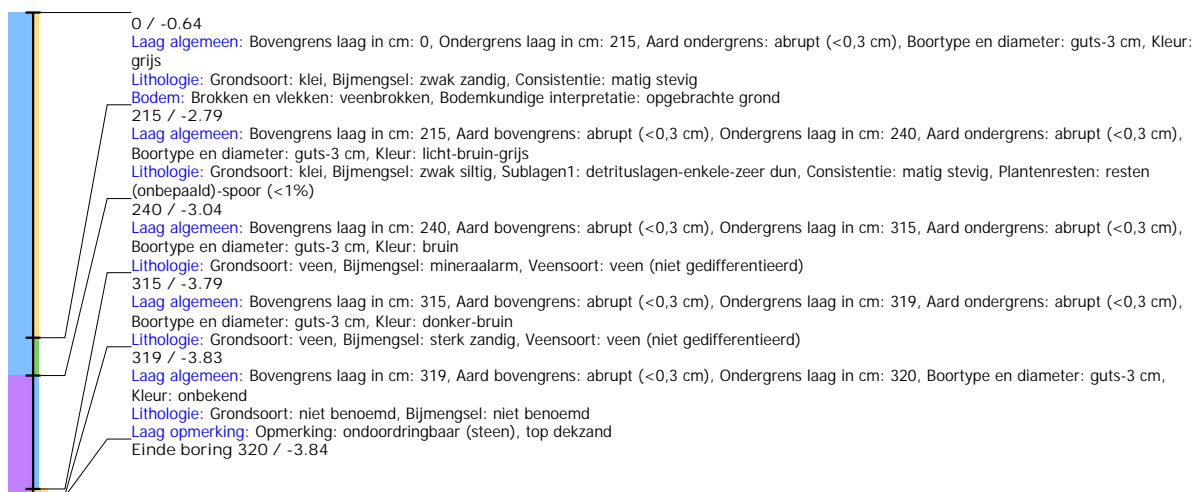 0 / -0.64
Laag algemeen: Bovengrens laag in cm: 0, Ondergrens laag in cm: 215, Aard ondergrens: abrupt (<0,3 cm), Boortype en diameter: guts-3 cm, Kleur:
grijs
Lithologie: Grondsoort: klei, Bijmengsel: zwak zandig, Consistentie: matig stevig
Bodem: Brokken en vlekken: veenbrokken, Bodemkundige interpretatie: opgebrachte grond
215 / -2.79
Laag algemeen: Bovengrens laag in cm: 215, Aard bovengrens: abrupt (<0,3 cm), Ondergrens laag in cm: 240, Aard ondergrens: abrupt (<0,3 cm),
Boortype en diameter: guts-3 cm, Kleur: licht-bruin-grijs
Lithologie: Grondsoort: klei, Bijmengsel: zwak siltig, Sublagen1: detrituslagen-enkele-zeer dun, Consistentie: matig stevig, Plantenresten: resten
(onbepaald)-spoor (<1%)
240 / -3.04
Laag algemeen: Bovengrens laag in cm: 240, Aard bovengrens: abrupt (<0,3 cm), Ondergrens laag in cm: 315, Aard ondergrens: abrupt (<0,3 cm),
Boortype en diameter: guts-3 cm, Kleur: bruin
Lithologie: Grondsoort: veen, Bijmengsel: mineraalarm, Veensoort: veen (niet gedifferentieerd)
315 / -3.79
Laag algemeen: Bovengrens laag in cm: 315, Aard bovengrens: abrupt (<0,3 cm), Ondergrens laag in cm: 319, Aard ondergrens: abrupt (<0,3 cm),
Boortype en diameter: guts-3 cm, Kleur: donker-bruin
Lithologie: Grondsoort: veen, Bijmengsel: sterk zandig, Veensoort: veen (niet gedifferentieerd)
319 / -3.83
Laag algemeen: Bovengrens laag in cm: 319, Aard bovengrens: abrupt (<0,3 cm), Ondergrens laag in cm: 320, Boortype en diameter: guts-3 cm,
Kleur: onbekend
Lithologie: Grondsoort: niet benoemd, Bijmengsel: niet benoemd
Laag opmerking: Opmerking: ondoordringbaar (steen), top dekzand
Einde boring 320 / -3.84